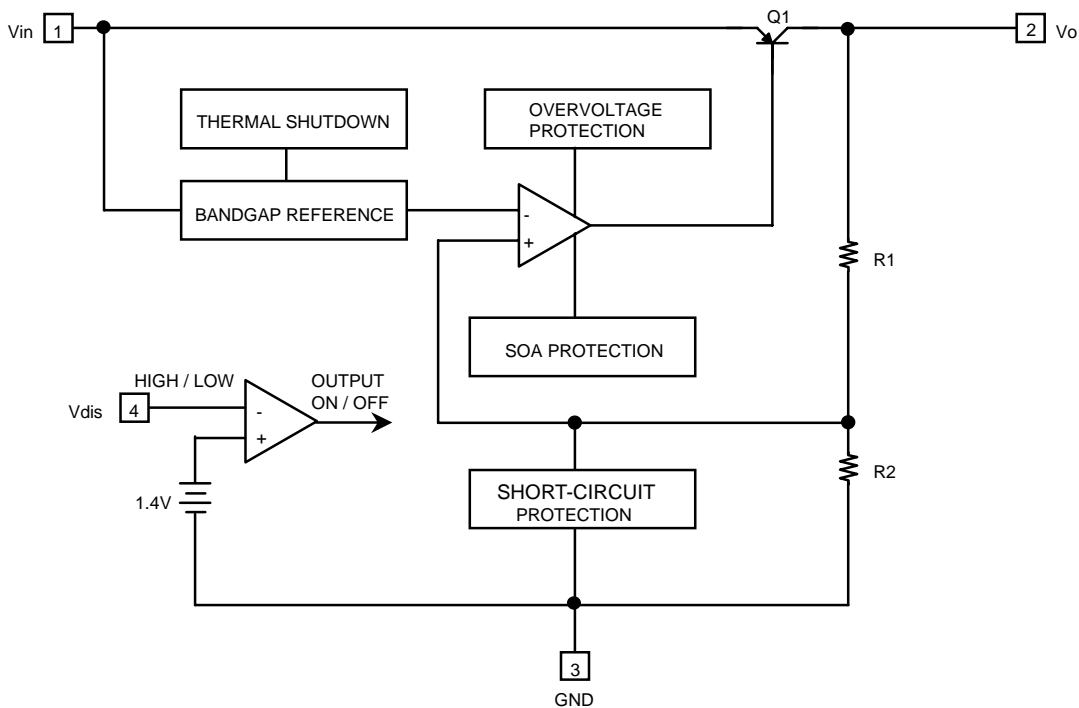 Q1
Vin 1
2 Vo
THERMAL SHUTDOWN
OVERVOLTAGE
PROTECTION
BANDGAP REFERENCE
-
+
R1
SOA PROTECTION
HIGH / LOW
OUTPUT
ON / OFF
Vdis 4
-
+
1.4V
R2
SHORT-CIRCUIT
PROTECTION
3
GND